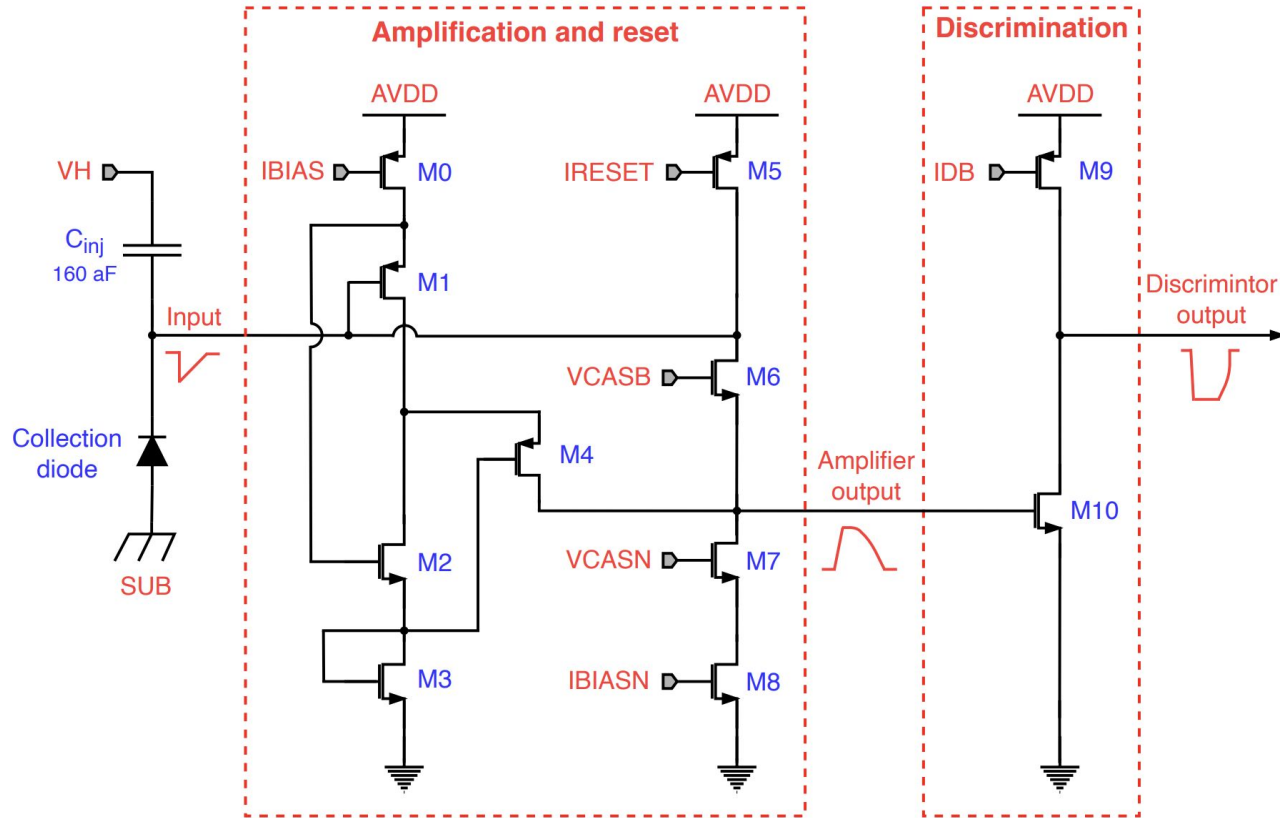 Amplification and reset
Discrimination
AVDD
AVDD
AVDD
VH
IBIAS
M0
IRESET
M5
IDB
M9
Cinj
160 aF
M1
Input
Discrimintor
output
VCASB
M6
Collection
diode
M4
Amplifier
output
M10
M2
VCASN
M7
SUB
M3
IBIASN
M8